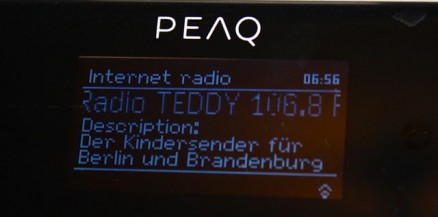 PEAQ
Internet radio 06:56
Radio TEDDY 106.8 F
Description:
Der Kindersender für
Berlin und Brandenburg